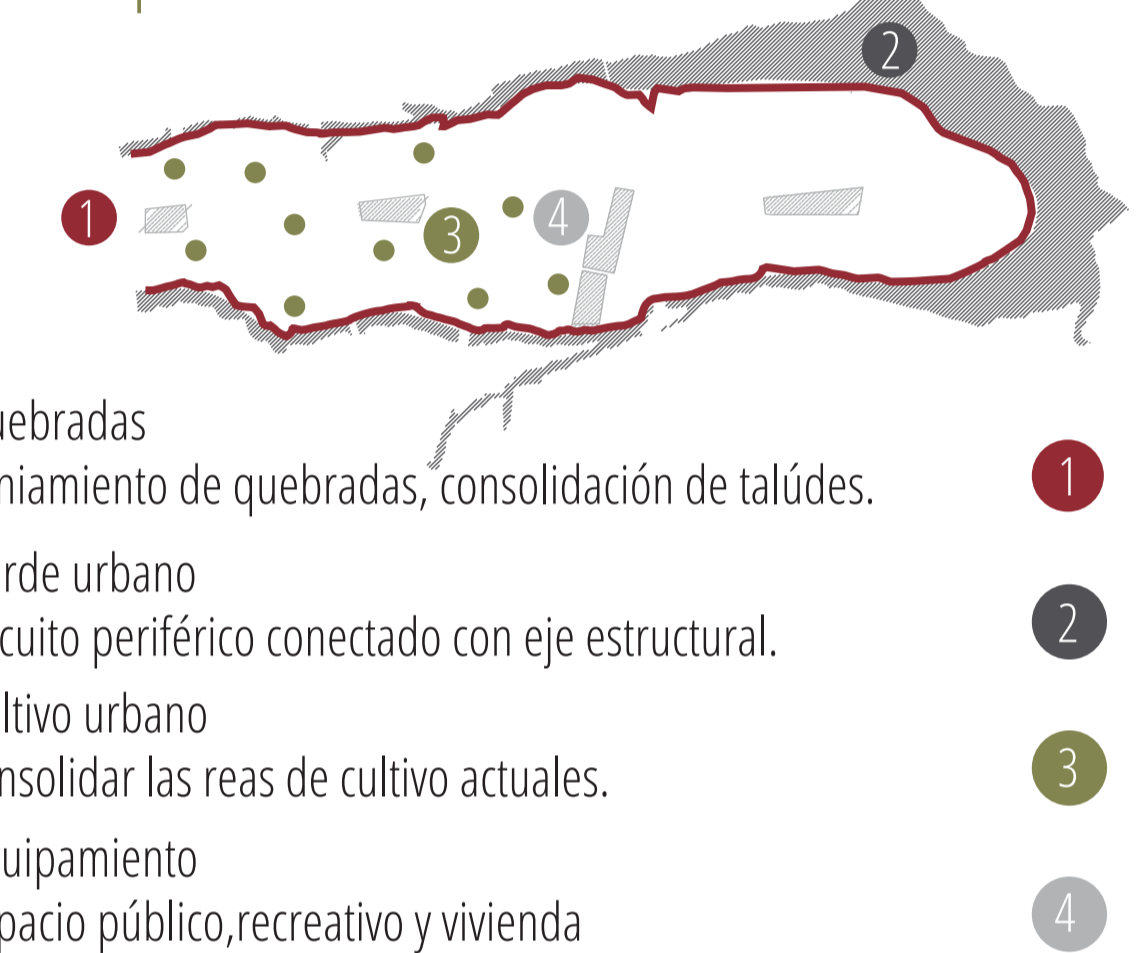 2
1
3
4
uebradas
niamiento de quebradas, consolidación de talúdes.
1
rde urbano
cuito periférico conectado con eje estructural.
2
ltivo urbano
nsolidar las reas de cultivo actuales.
3
uipamiento
pacio público,recreativo y vivienda
4